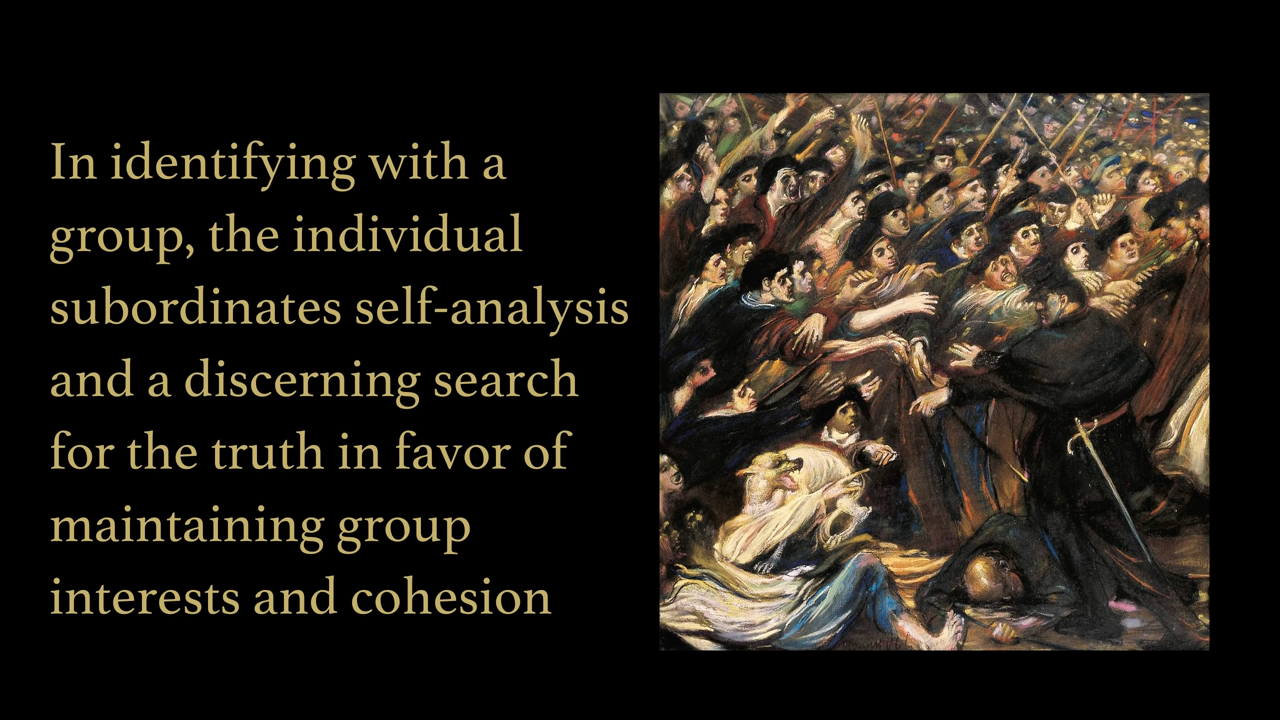 In identifying with a
group, the individual
subordinates self-analysis
and a discerning search
for the truth in favor of
maintaining group
interests and cohesion